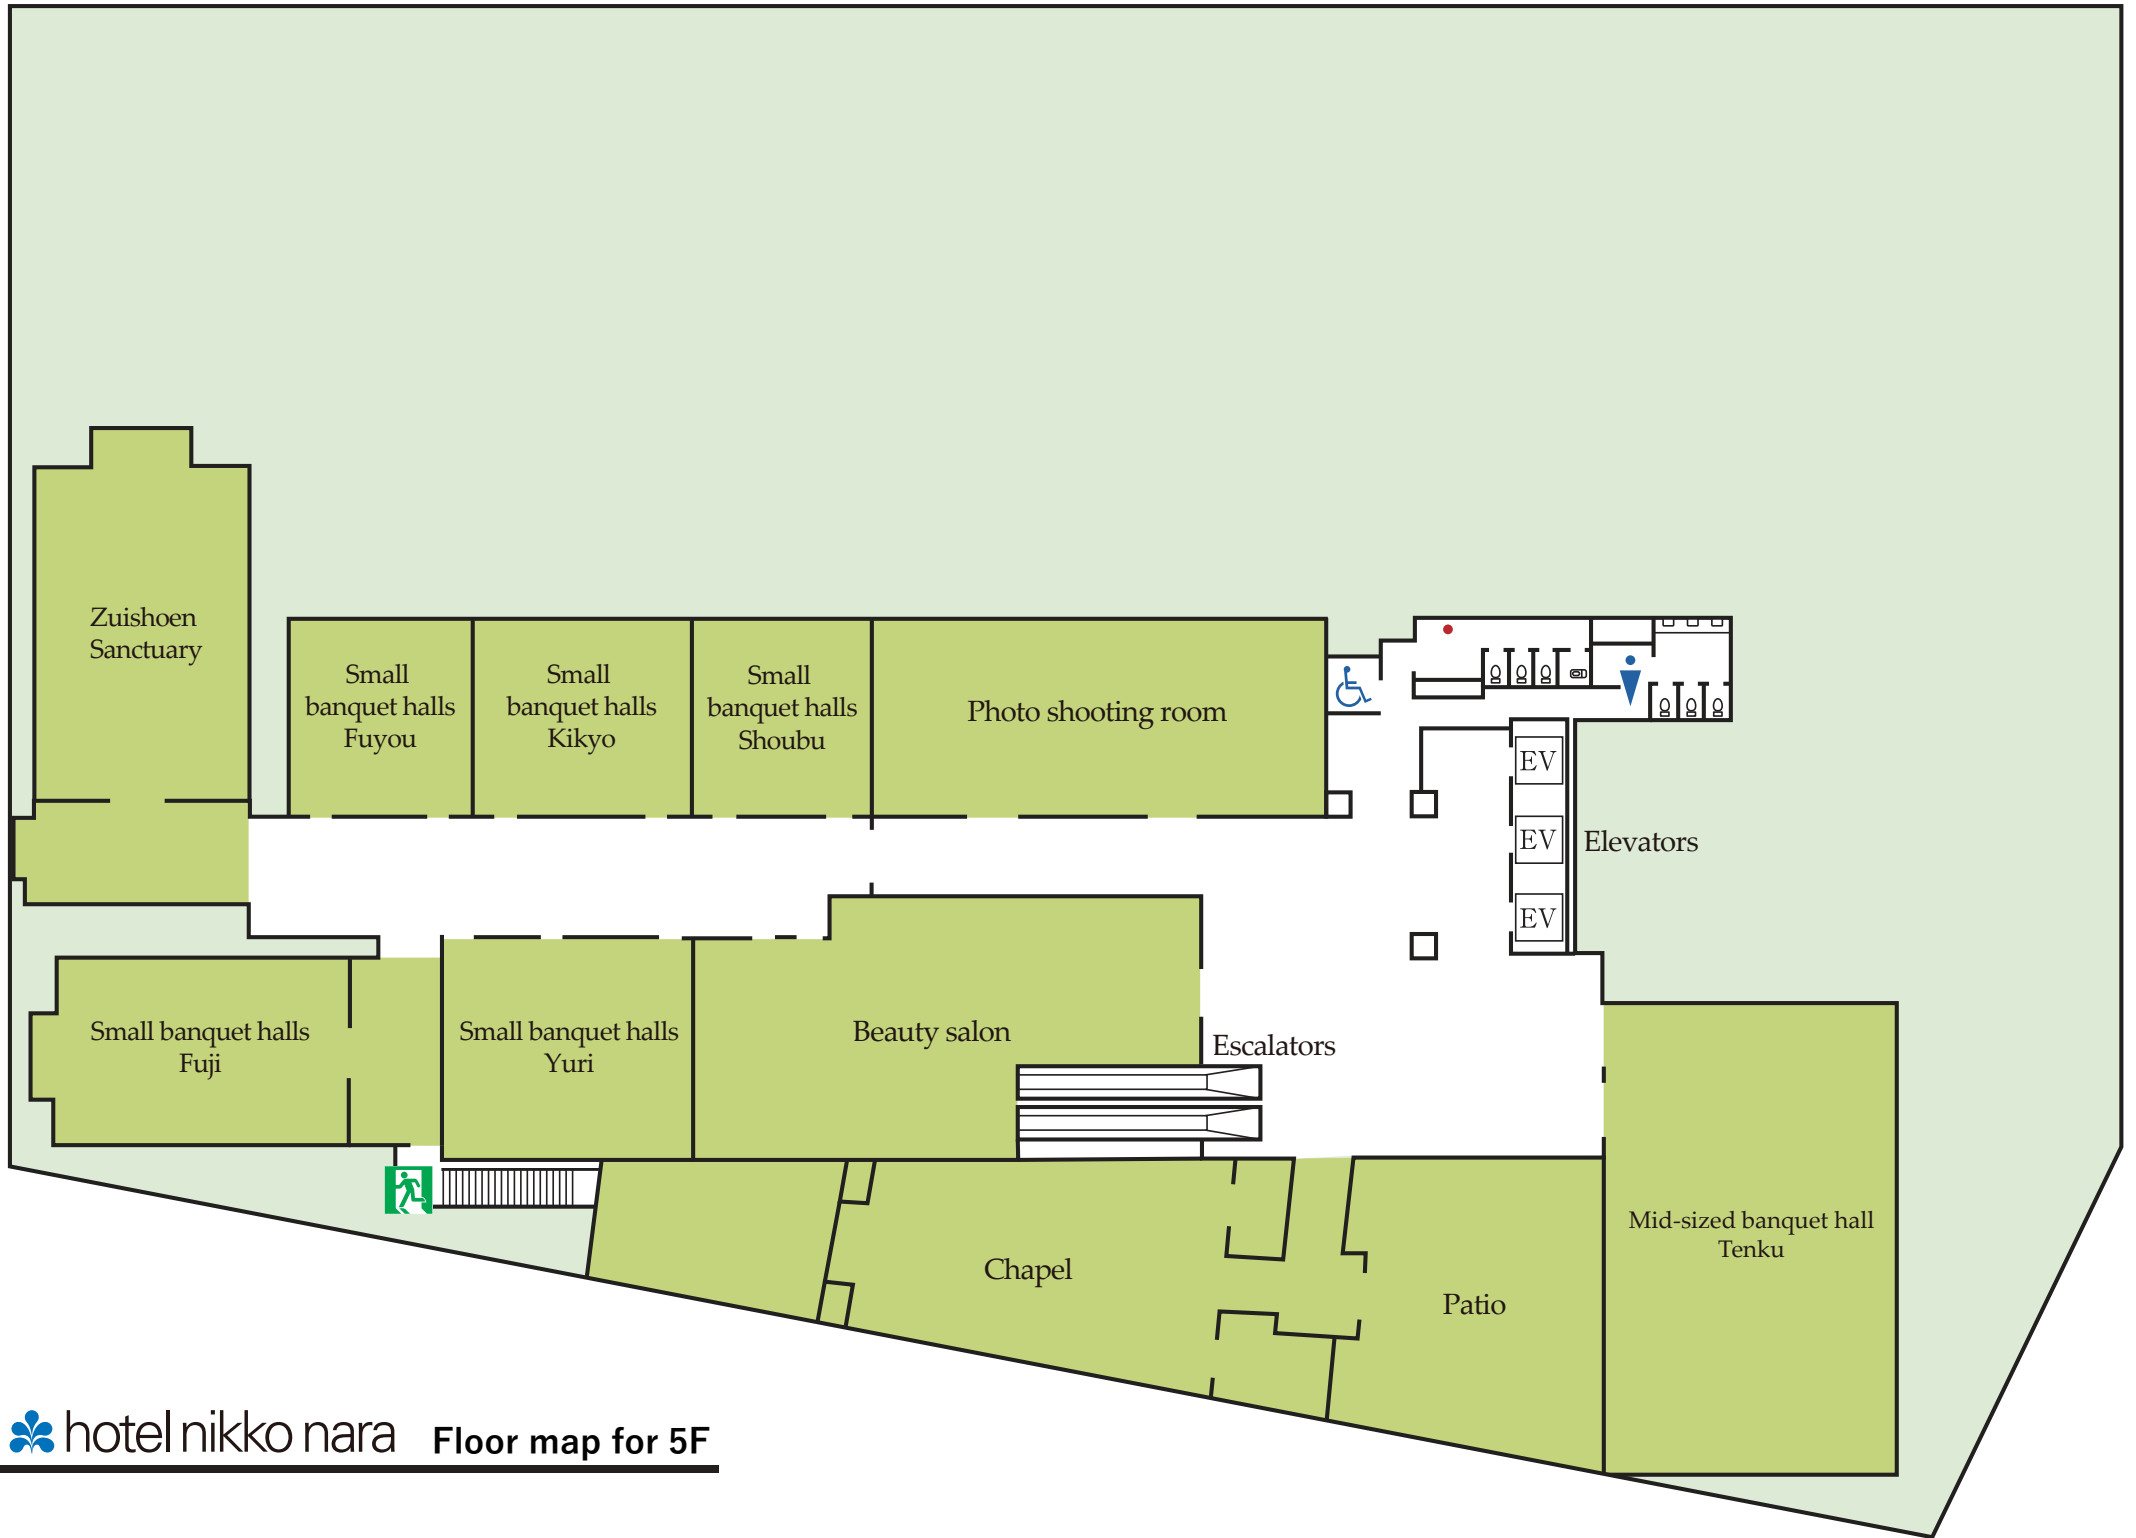 Zuishoen
Sanctuary
Small
banquet halls
Fuyou
Small
banquet halls
Kikyo
Small
banquet halls
Shoubu
Photo shooting room
EV
EV
EV
Elevators
Small banquet halls
Fuji
Small banquet halls
Yuri
Beauty salon
Escalators
Mid-sized banquet hall
Tenku
Chapel
Patio
hotel nikko nara
Floor map for 5F